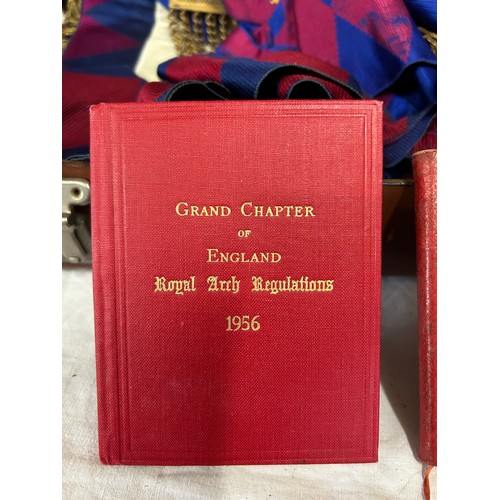 GRAND CHAPTER
OF
ENGLAND
Royal Arch Regulations
1956